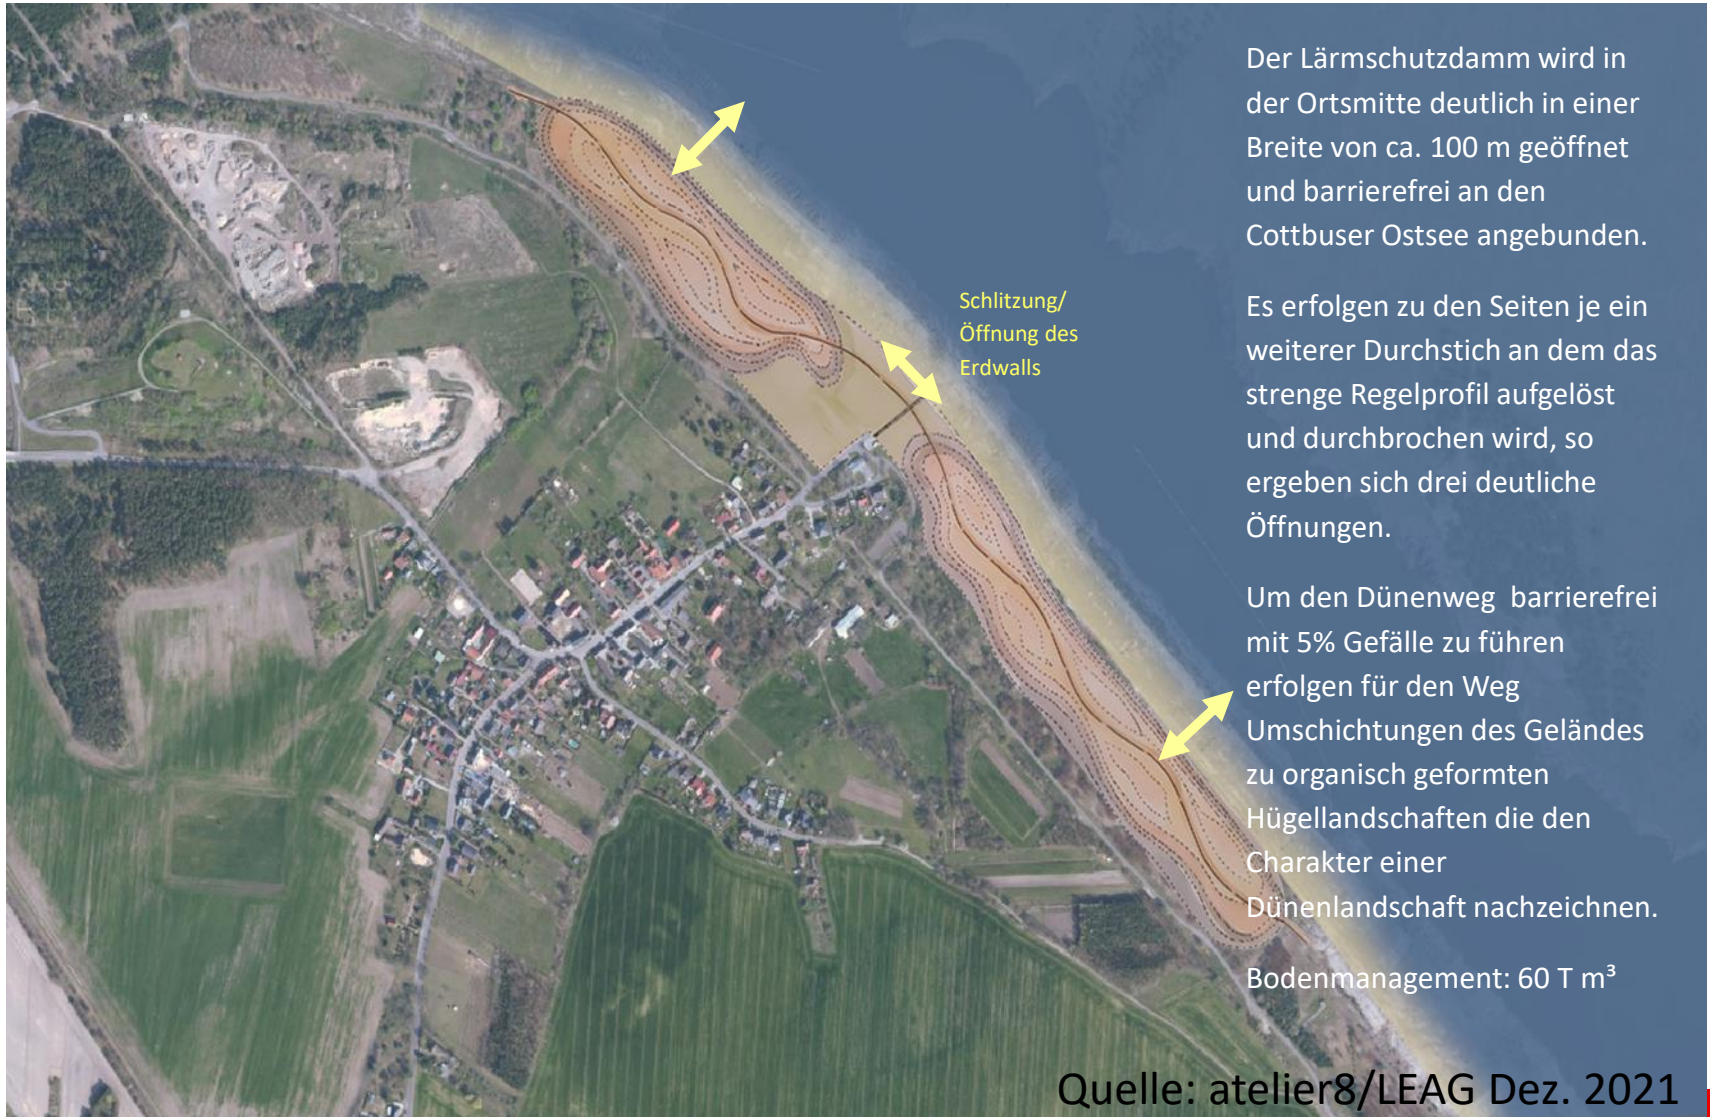 Der Lärmschutzdamm wird in
der Ortsmitte deutlich in einer
Breite von ca. 100 m geöffnet
und barrierefrei an den
Cottbuser Ostsee angebunden.
Es erfolgen zu den Seiten je ein
weiterer Durchstich an dem das
strenge Regelprofil aufgelöst
und durchbrochen wird, so
ergeben sich drei deutliche
Öffnungen.
Um den Dünenweg  barrierefrei
mit 5% Gefälle zu führen
erfolgen für den Weg
Umschichtungen des Geländes
zu organisch geformten
Hügellandschaften die den
Charakter einer
Dünenlandschaft nachzeichnen.
Bodenmanagement: 60 T m³
Schlitzung/
Öffnung des
Erdwalls
Quelle: atelier8/LEAG Dez. 2021